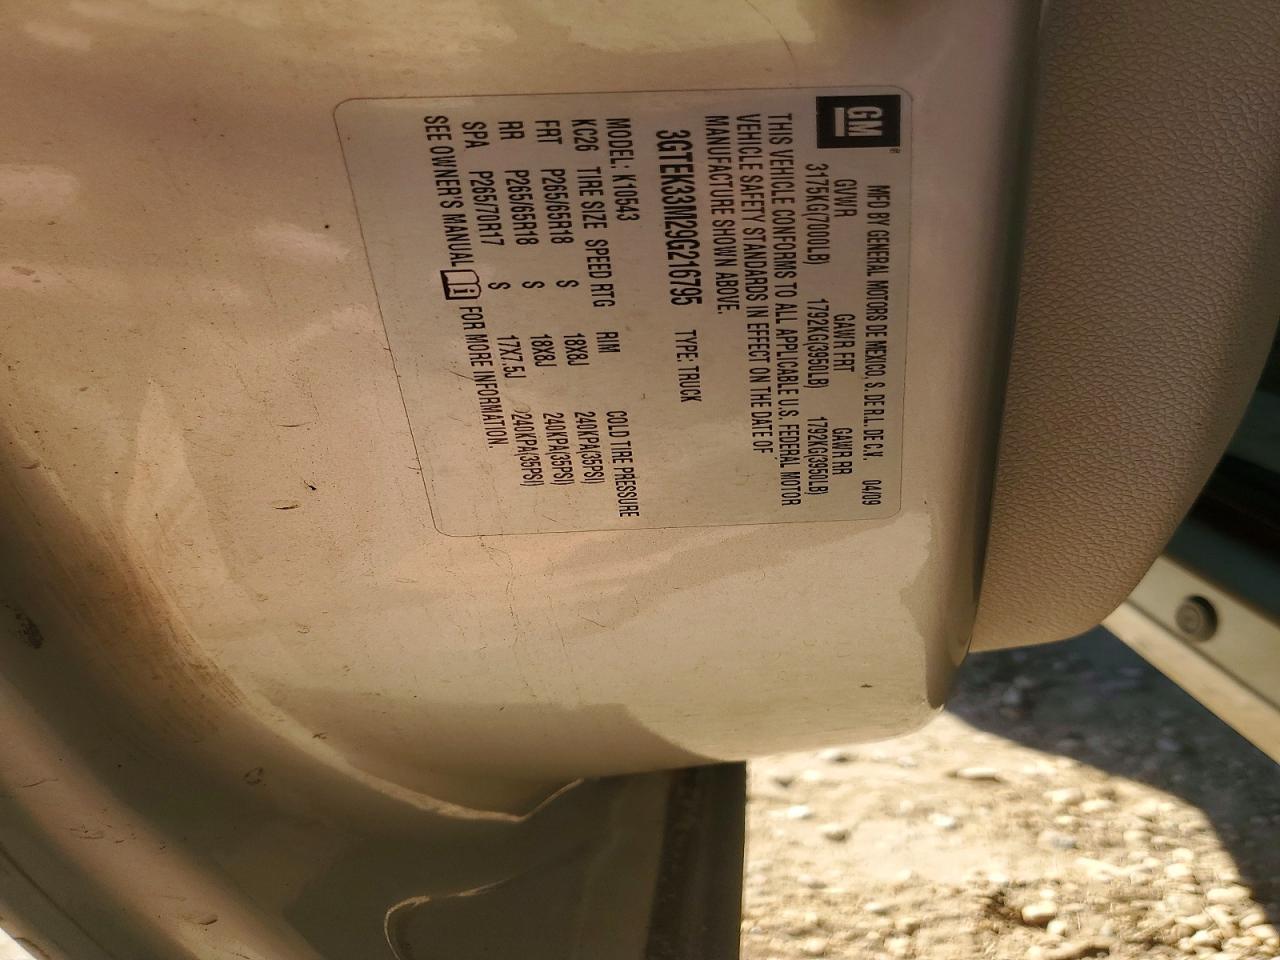 GM
MFD BY GENERAL MOTORS DE MEXICO, S. DE R.L. DE C.V. 04/09
GVWR GAWR FRT GAWR RR
3175KG(7000LB) 1792KG(3950LB) 1792KG(3950LB)
THIS VEHICLE CONFORMS TO ALL APPLICABLE U.S. FEDERAL MOTOR
VEHICLE SAFETY STANDARDS IN EFFECT ON THE DATE OF
MANUFACTURE SHOWN ABOVE.
3GTEK33M29G216795 TYPE: TRUCK
MODEL: K10543
KC26 TIRE SIZE SPEED RTG RIM COLD TIRE PRESSURE
FRT P265/65R18 S 18X8J 240KPA(35PSI)
RR P265/65R18 S 18X8J 240KPA(35PSI)
SPA P265/70R17 S 17X7.5J 240KPA(35PSI)
SEE OWNER'S MANUAL FOR MORE INFORMATION.